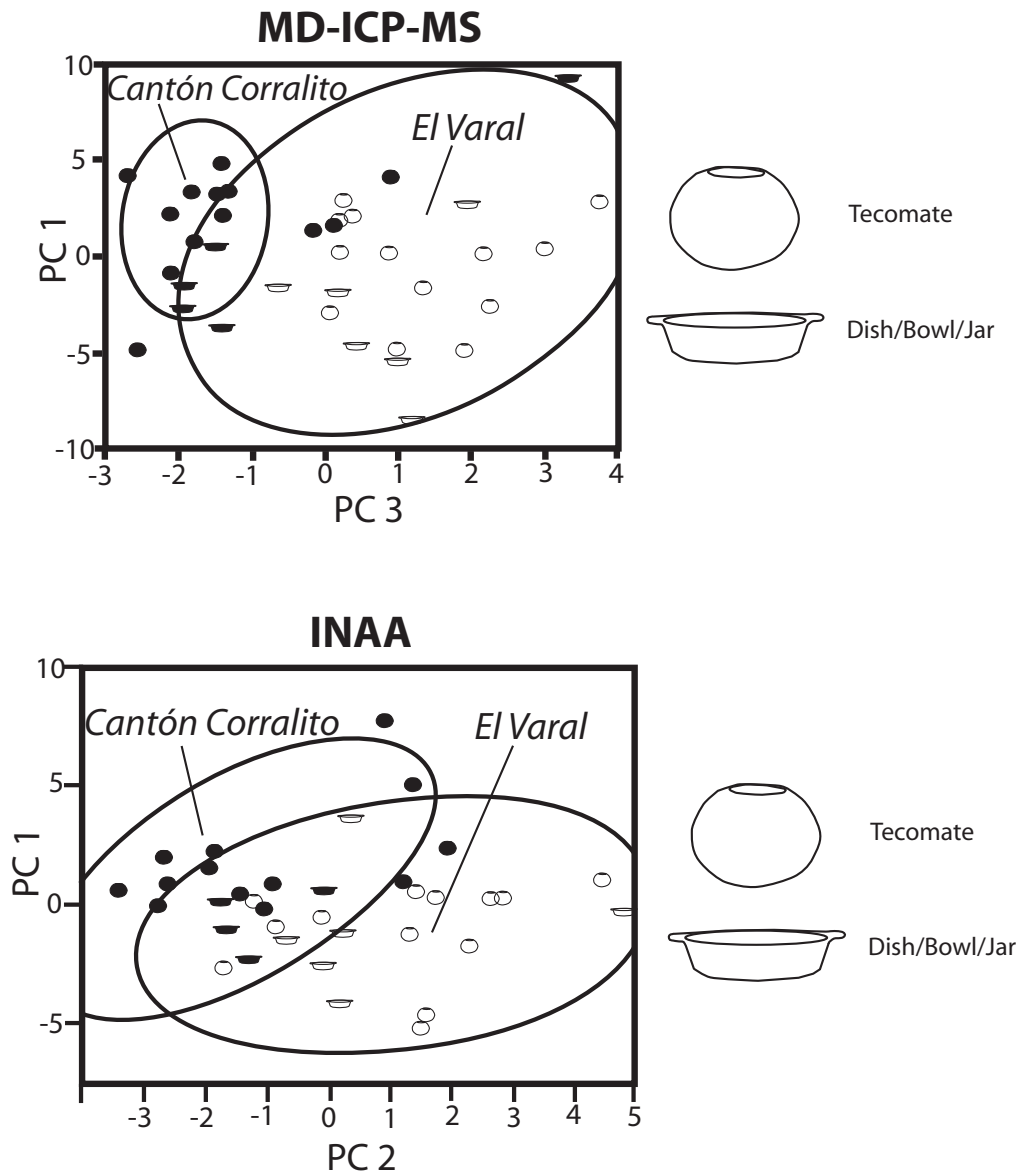 MD-ICP-MS
10
Cantón Corralito
El Varal
5
PC 1
0
-5
-10
-3 -2 -1 0 1 2 3 4
PC 3
Tecomate
Dish/Bowl/Jar
INAA
10
Cantón Corralito
El Varal
5
PC 1
0
-5
-3 -2 -1 0 1 2 3 4 5
PC 2
Tecomate
Dish/Bowl/Jar